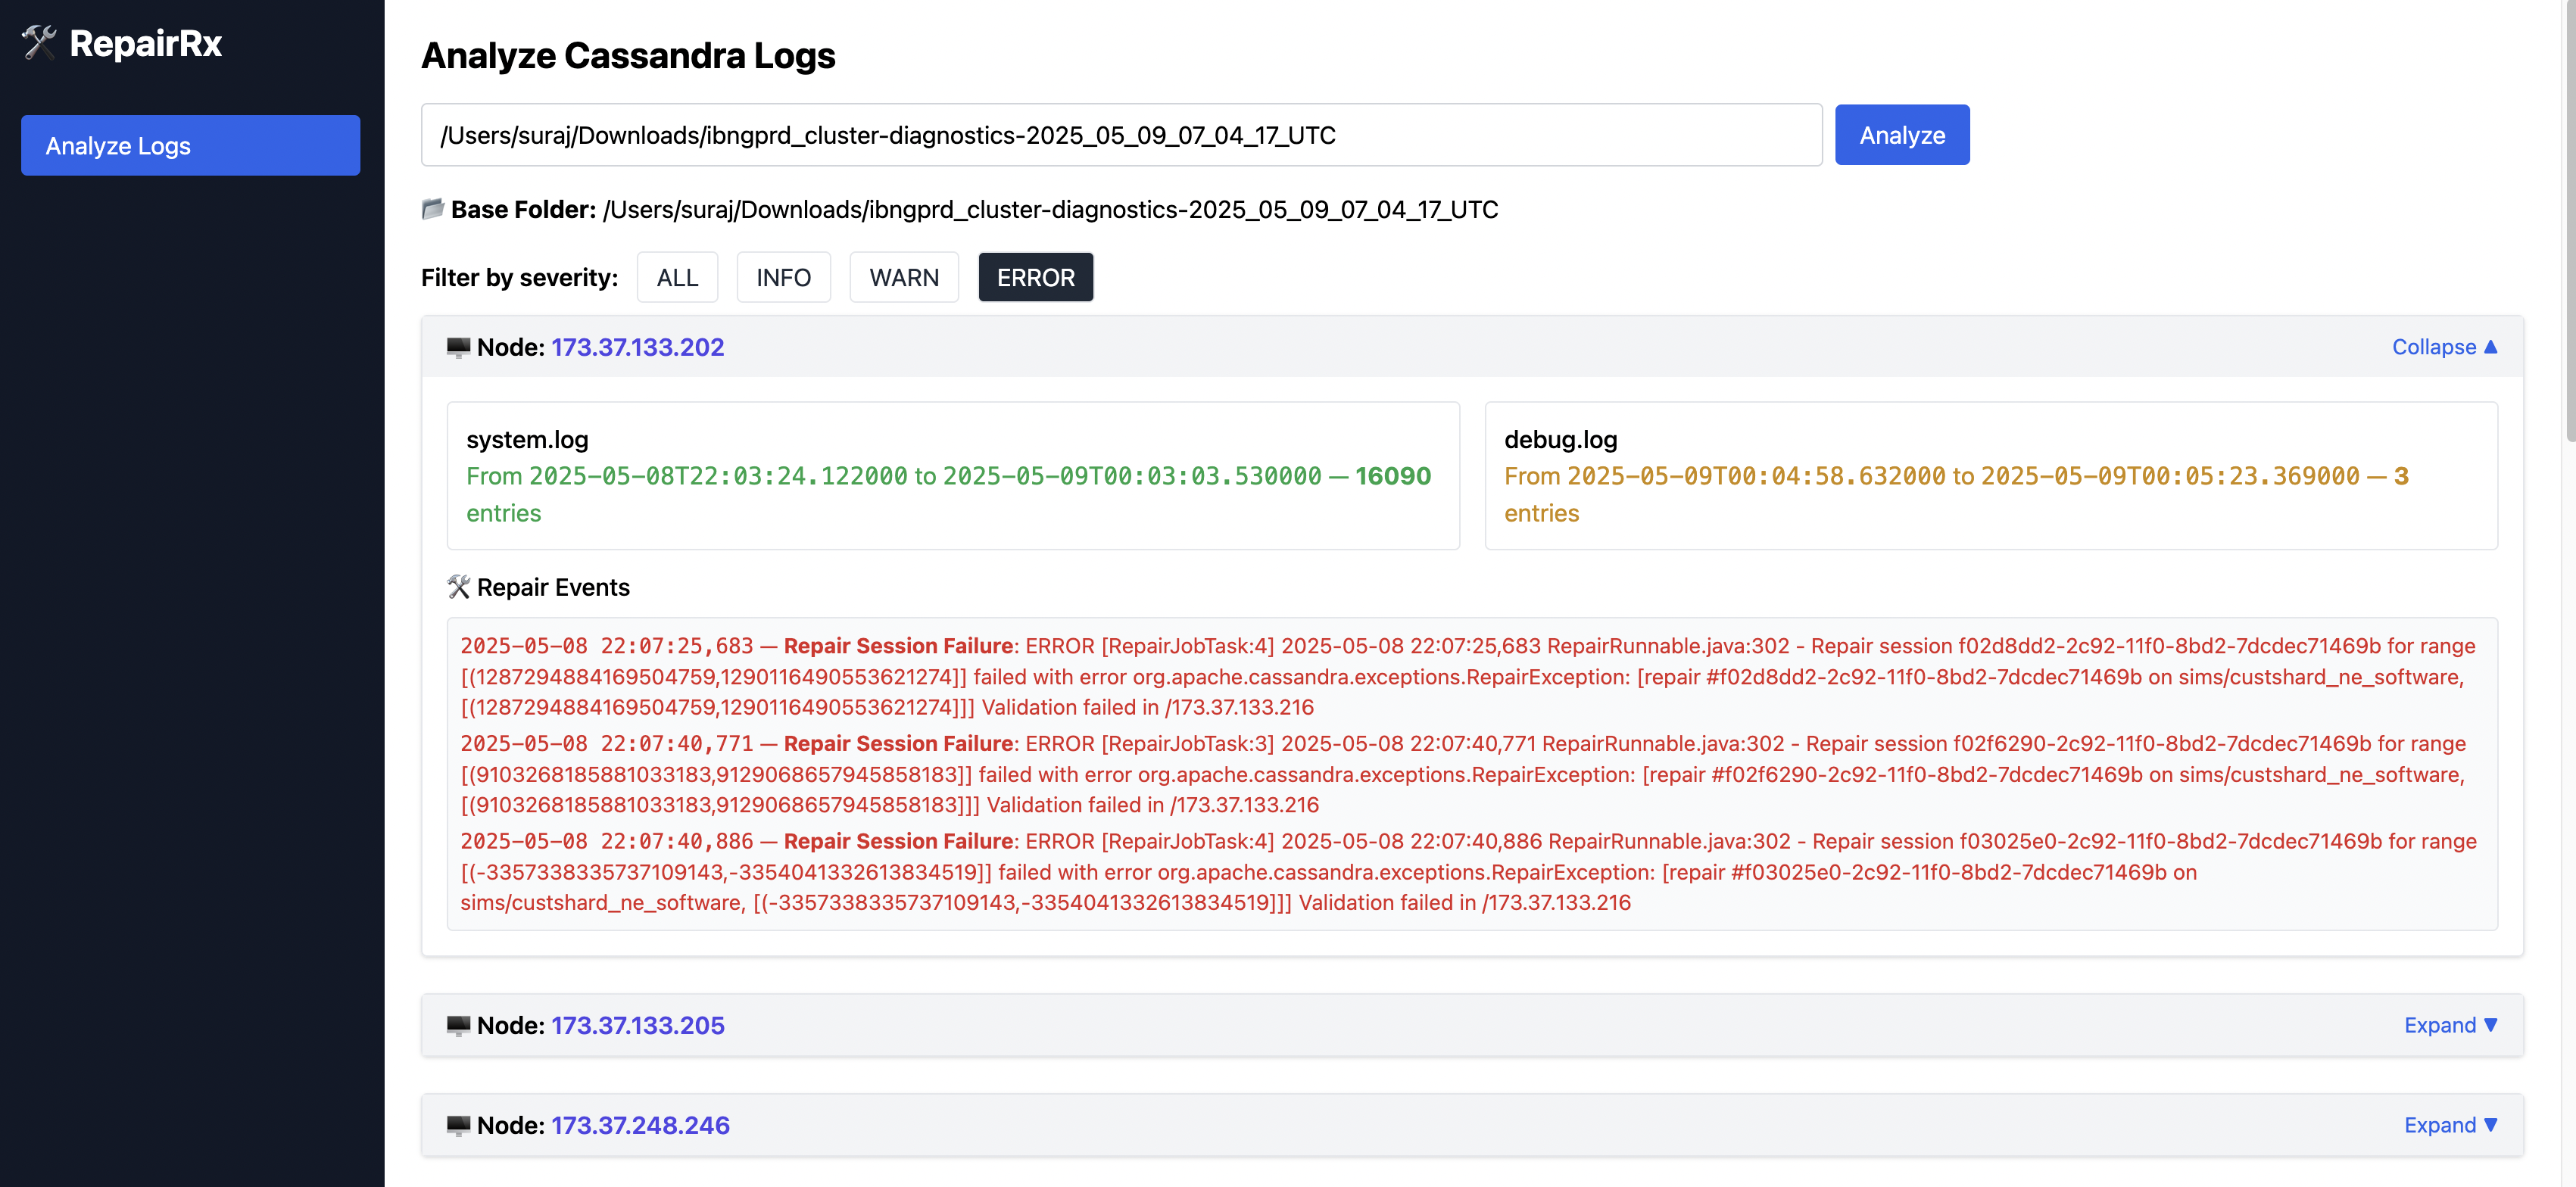 RepairRx
Analyze Logs
Analyze Cassandra Logs
/Users/suraj/Downloads/ibngprd_cluster-diagnostics-2025_05_09_07_04_17_UTC
Analyze
Base Folder: /Users/suraj/Downloads/ibngprd_cluster-diagnostics-2025_05_09_07_04_17_UTC
Filter by severity: ALL INFO WARN ERROR
Node: 173.37.133.202
Collapse ▲
system.log
From 2025-05-08T22:03:24.122000 to 2025-05-09T00:03:03.530000 — 16090
entries
debug.log
From 2025-05-09T00:04:58.632000 to 2025-05-09T00:05:23.369000 — 3
entries
Repair Events
2025-05-08 22:07:25,683 — Repair Session Failure: ERROR [RepairJobTask:4] 2025-05-08 22:07:25,683 RepairRunnable.java:302 - Repair session f02d8dd2-2c92-11f0-8bd2-7dcdec71469b for range
[(1287294884169504759,1290116490553621274]] failed with error org.apache.cassandra.exceptions.RepairException: [repair #f02d8dd2-2c92-11f0-8bd2-7dcdec71469b on sims/custshard_ne_software,
[(1287294884169504759,1290116490553621274]]] Validation failed in /173.37.133.216
2025-05-08 22:07:40,771 — Repair Session Failure: ERROR [RepairJobTask:3] 2025-05-08 22:07:40,771 RepairRunnable.java:302 - Repair session f02f6290-2c92-11f0-8bd2-7dcdec71469b for range
[(9103268185881033183,9129068657945858183]] failed with error org.apache.cassandra.exceptions.RepairException: [repair #f02f6290-2c92-11f0-8bd2-7dcdec71469b on sims/custshard_ne_software,
[(9103268185881033183,9129068657945858183]]] Validation failed in /173.37.133.216
2025-05-08 22:07:40,886 — Repair Session Failure: ERROR [RepairJobTask:4] 2025-05-08 22:07:40,886 RepairRunnable.java:302 - Repair session f03025e0-2c92-11f0-8bd2-7dcdec71469b for range
[(-3357338335737109143,-3354041332613834519]] failed with error org.apache.cassandra.exceptions.RepairException: [repair #f03025e0-2c92-11f0-8bd2-7dcdec71469b on
sims/custshard_ne_software, [(-3357338335737109143,-3354041332613834519]]] Validation failed in /173.37.133.216
Node: 173.37.133.205
Expand ▼
Node: 173.37.248.246
Expand ▼